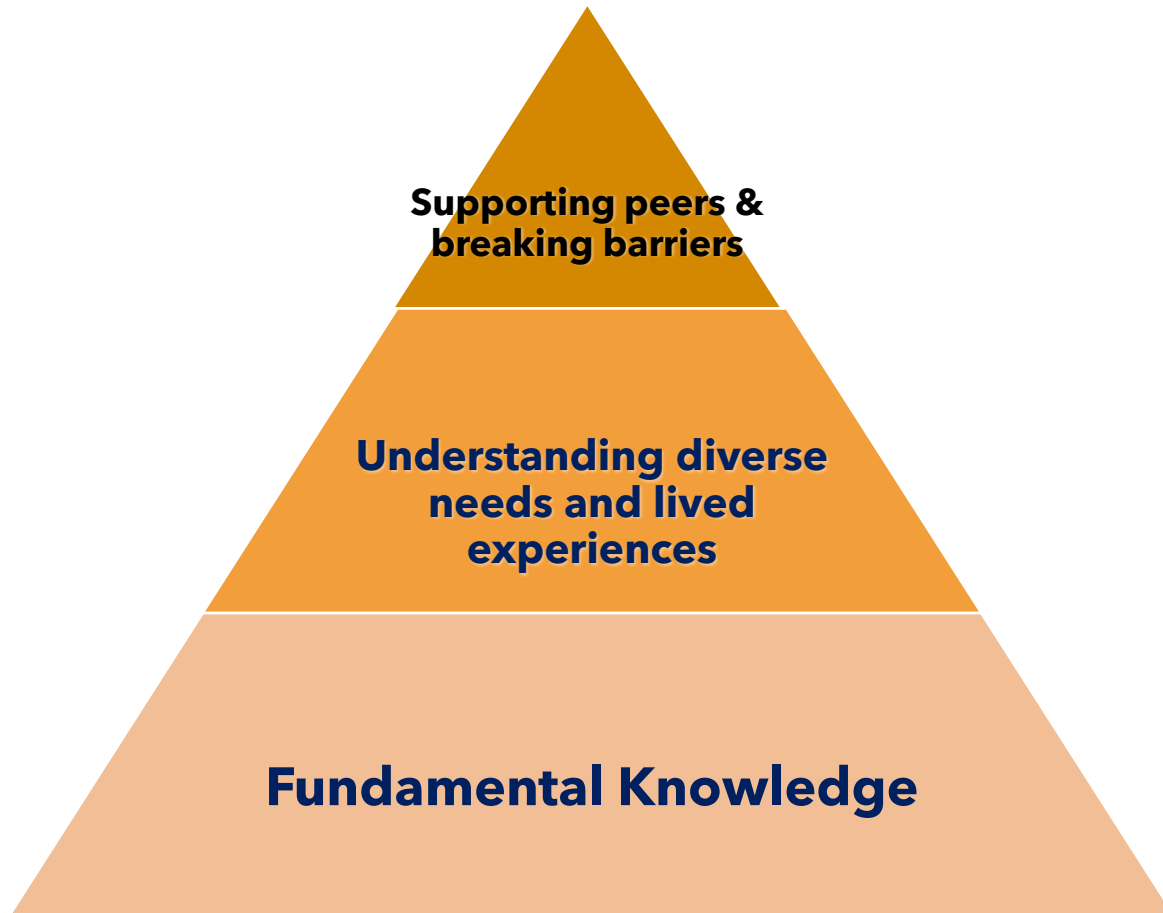 Supporting peers &
breaking barriers
Understanding diverse
needs and lived
experiences
Fundamental Knowledge